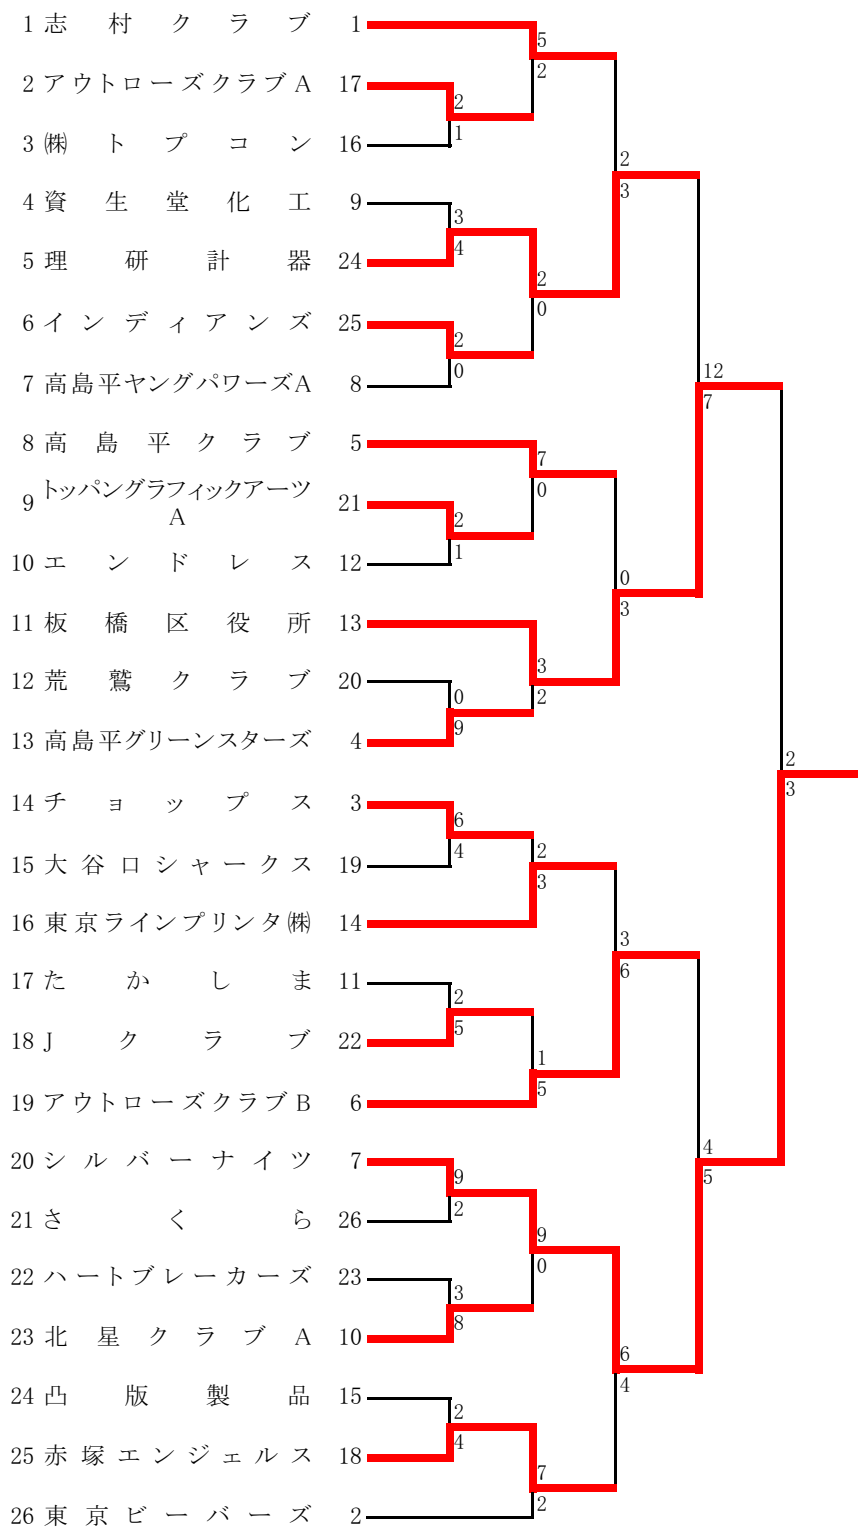 1 志村クラブ 1
5
2
2 アウトローズクラブA 17
2
1
3 ㈱トプコン 16
2
3
4 資生堂化工 9
3
4
5 理研計器 24
2
0
6 インディアンズ 25
2
0
7 高島平ヤングパワーズA 8
12
7
8 高島平クラブ 5
7
0
9 トッパングラフィックアーツ
A 21
2
1
10 エンドレス 12
0
3
11 板橋区役所 13
3
2
12 荒鷲クラブ 20
0
9
13 高島平グリーンスターズ 4
2
3
14 チョップス 3
6
4
15 大谷口シャークス 19
2
3
16 東京ラインプリンタ㈱ 14
3
6
17 たかしま 11
2
5
18 Jクラブ 22
1
5
19 アウトローズクラブB 6
4
5
20 シルバーナイツ 7
9
2
21 さくら 26
9
0
22 ハートブレーカーズ 23
3
8
23 北星クラブA 10
6
4
24 凸版製品 15
2
4
25 赤塚エンジェルス 18
7
2
26 東京ビーバーズ 2